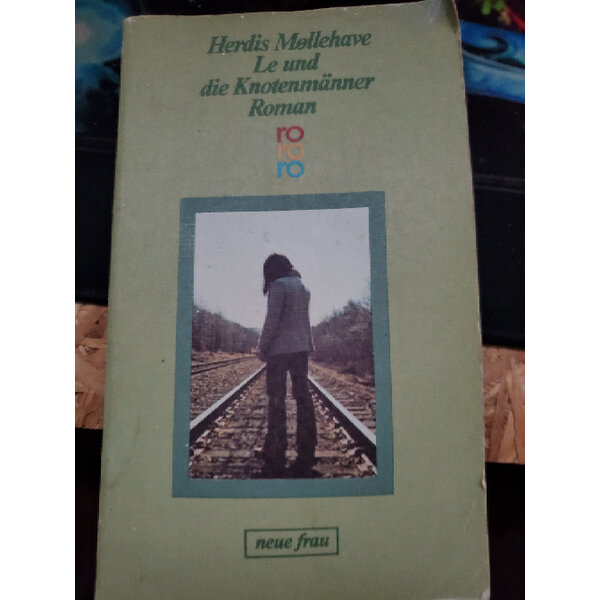 Herdis Møllehave
Le und
die Knotenmänner
Roman
ro
ro
ro
neue frau